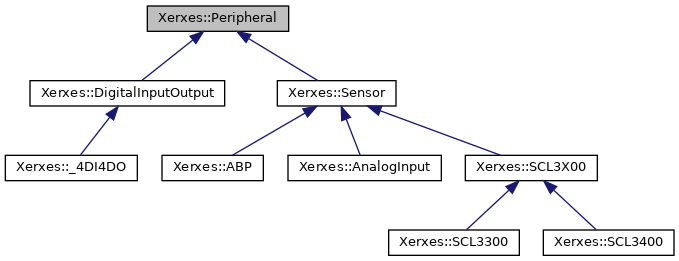 Xerxes::Peripheral
Xerxes::DigitalInputOutput
Xerxes::Sensor
Xerxes::_4DI4DO
Xerxes::ABP
Xerxes::AnalogInput
Xerxes::SCL3X00
Xerxes::SCL3300
Xerxes::SCL3400